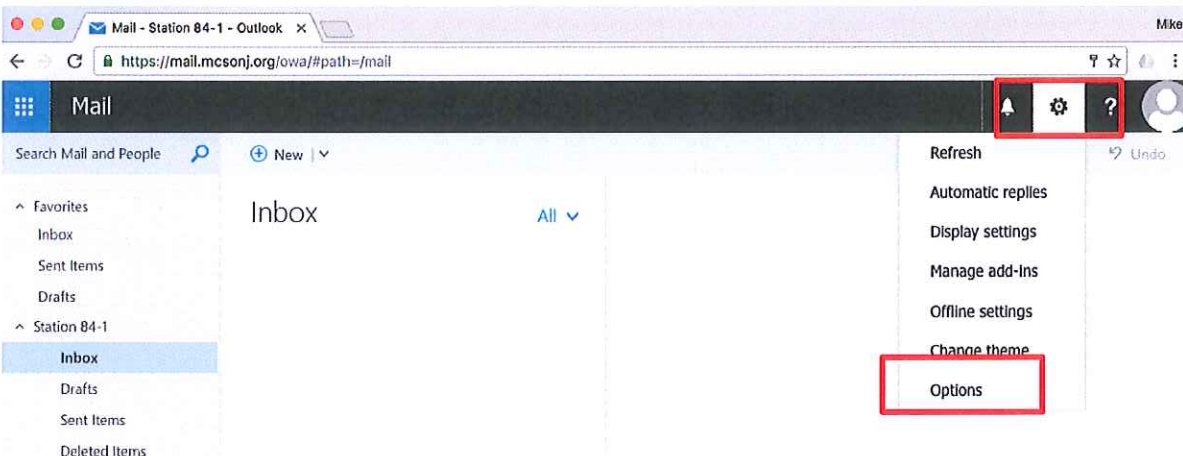 Mail - Station 84-1 - Outlook ×
Mike
https://mail.mcsonj.org/owa/#path=/mail
Mail
?
Search Mail and People
New
Undo
Favorites
Inbox
Sent Items
Drafts
Station 84-1
Inbox
Drafts
Sent Items
Deleted Items
Inbox
All
Refresh
Automatic replies
Display settings
Manage add-ins
Offline settings
Change theme
Options